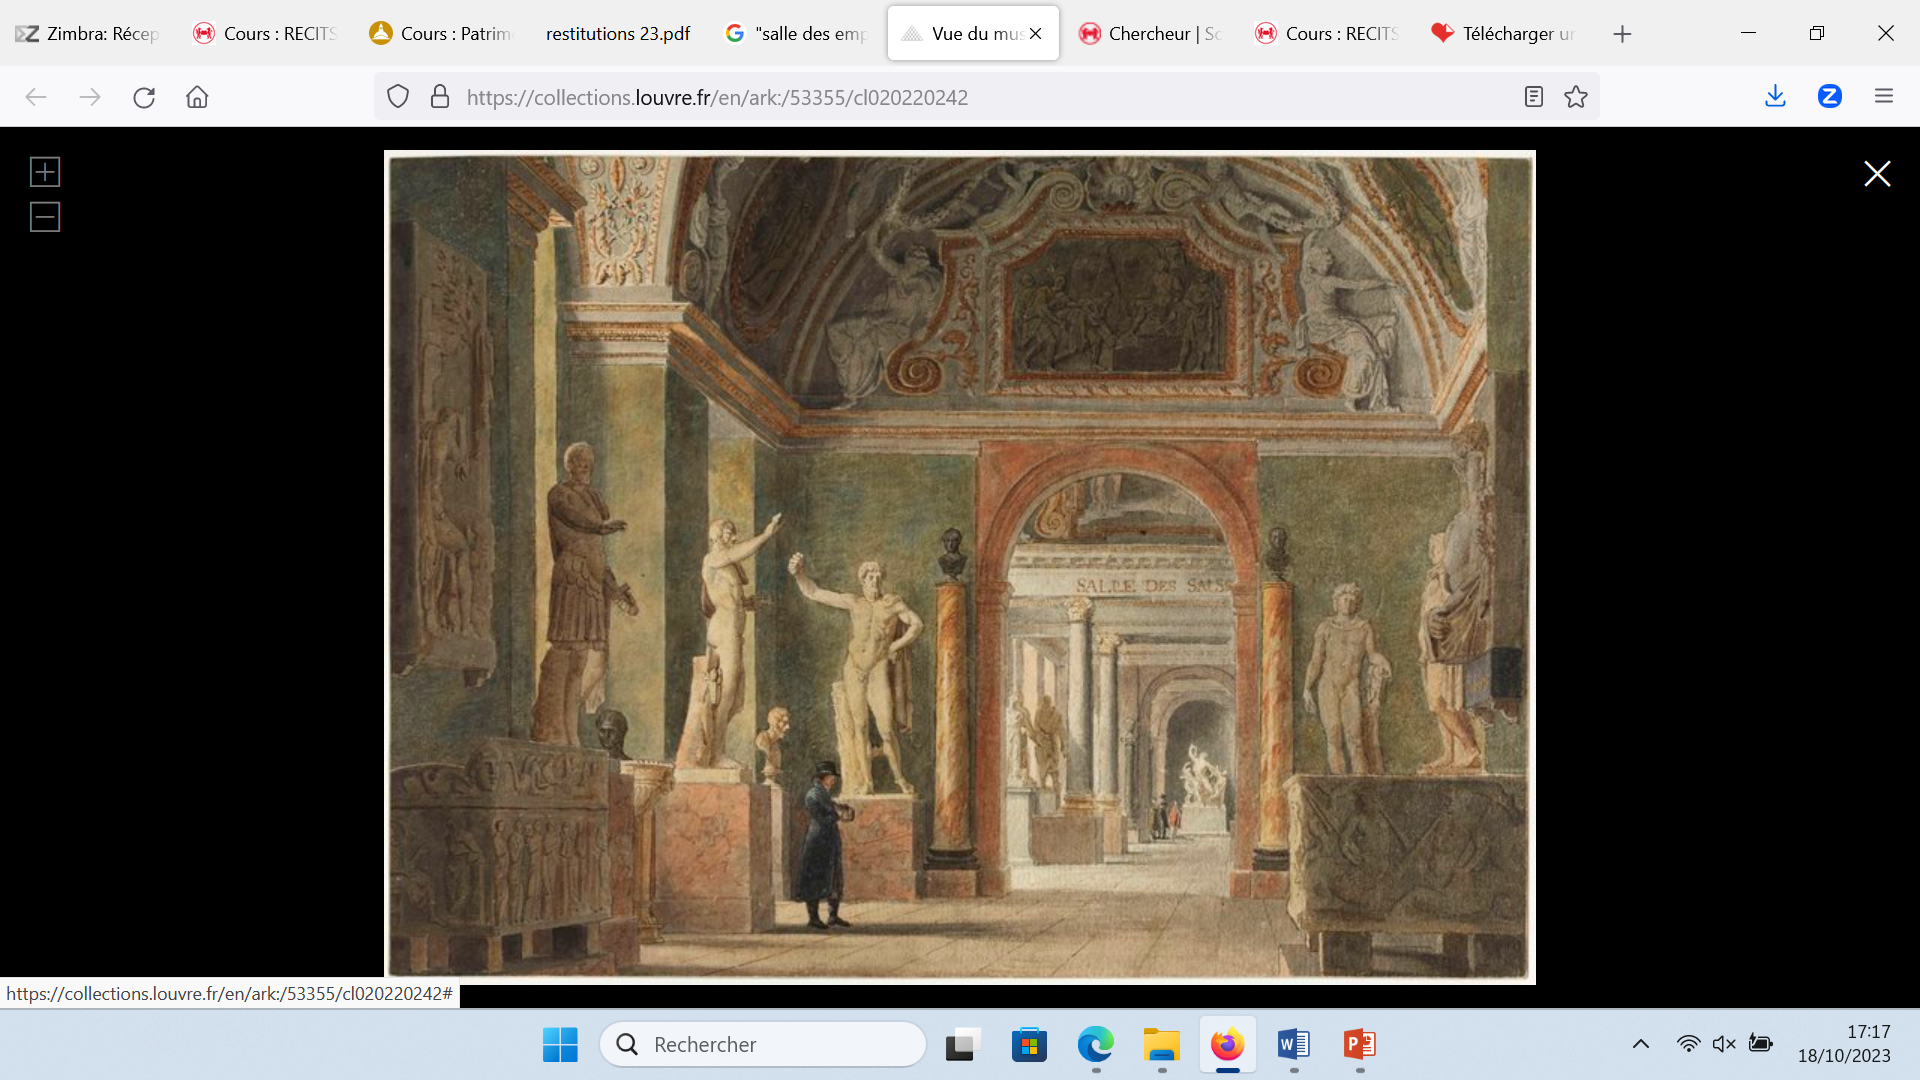 Zimbra: Récep
Cours : RECITS
Cours : Patrim
restitutions 23.pdf
"salle des emp
Vue du mus
Chercheur | Sc
Cours : RECITS
Télécharger un
https://collections.louvre.fr/en/ark:/53355/cl020220242
SALLE DES SAIS
https://collections.louvre.fr/en/ark:/53355/cl020220242#
Rechercher
17:17
18/10/2023